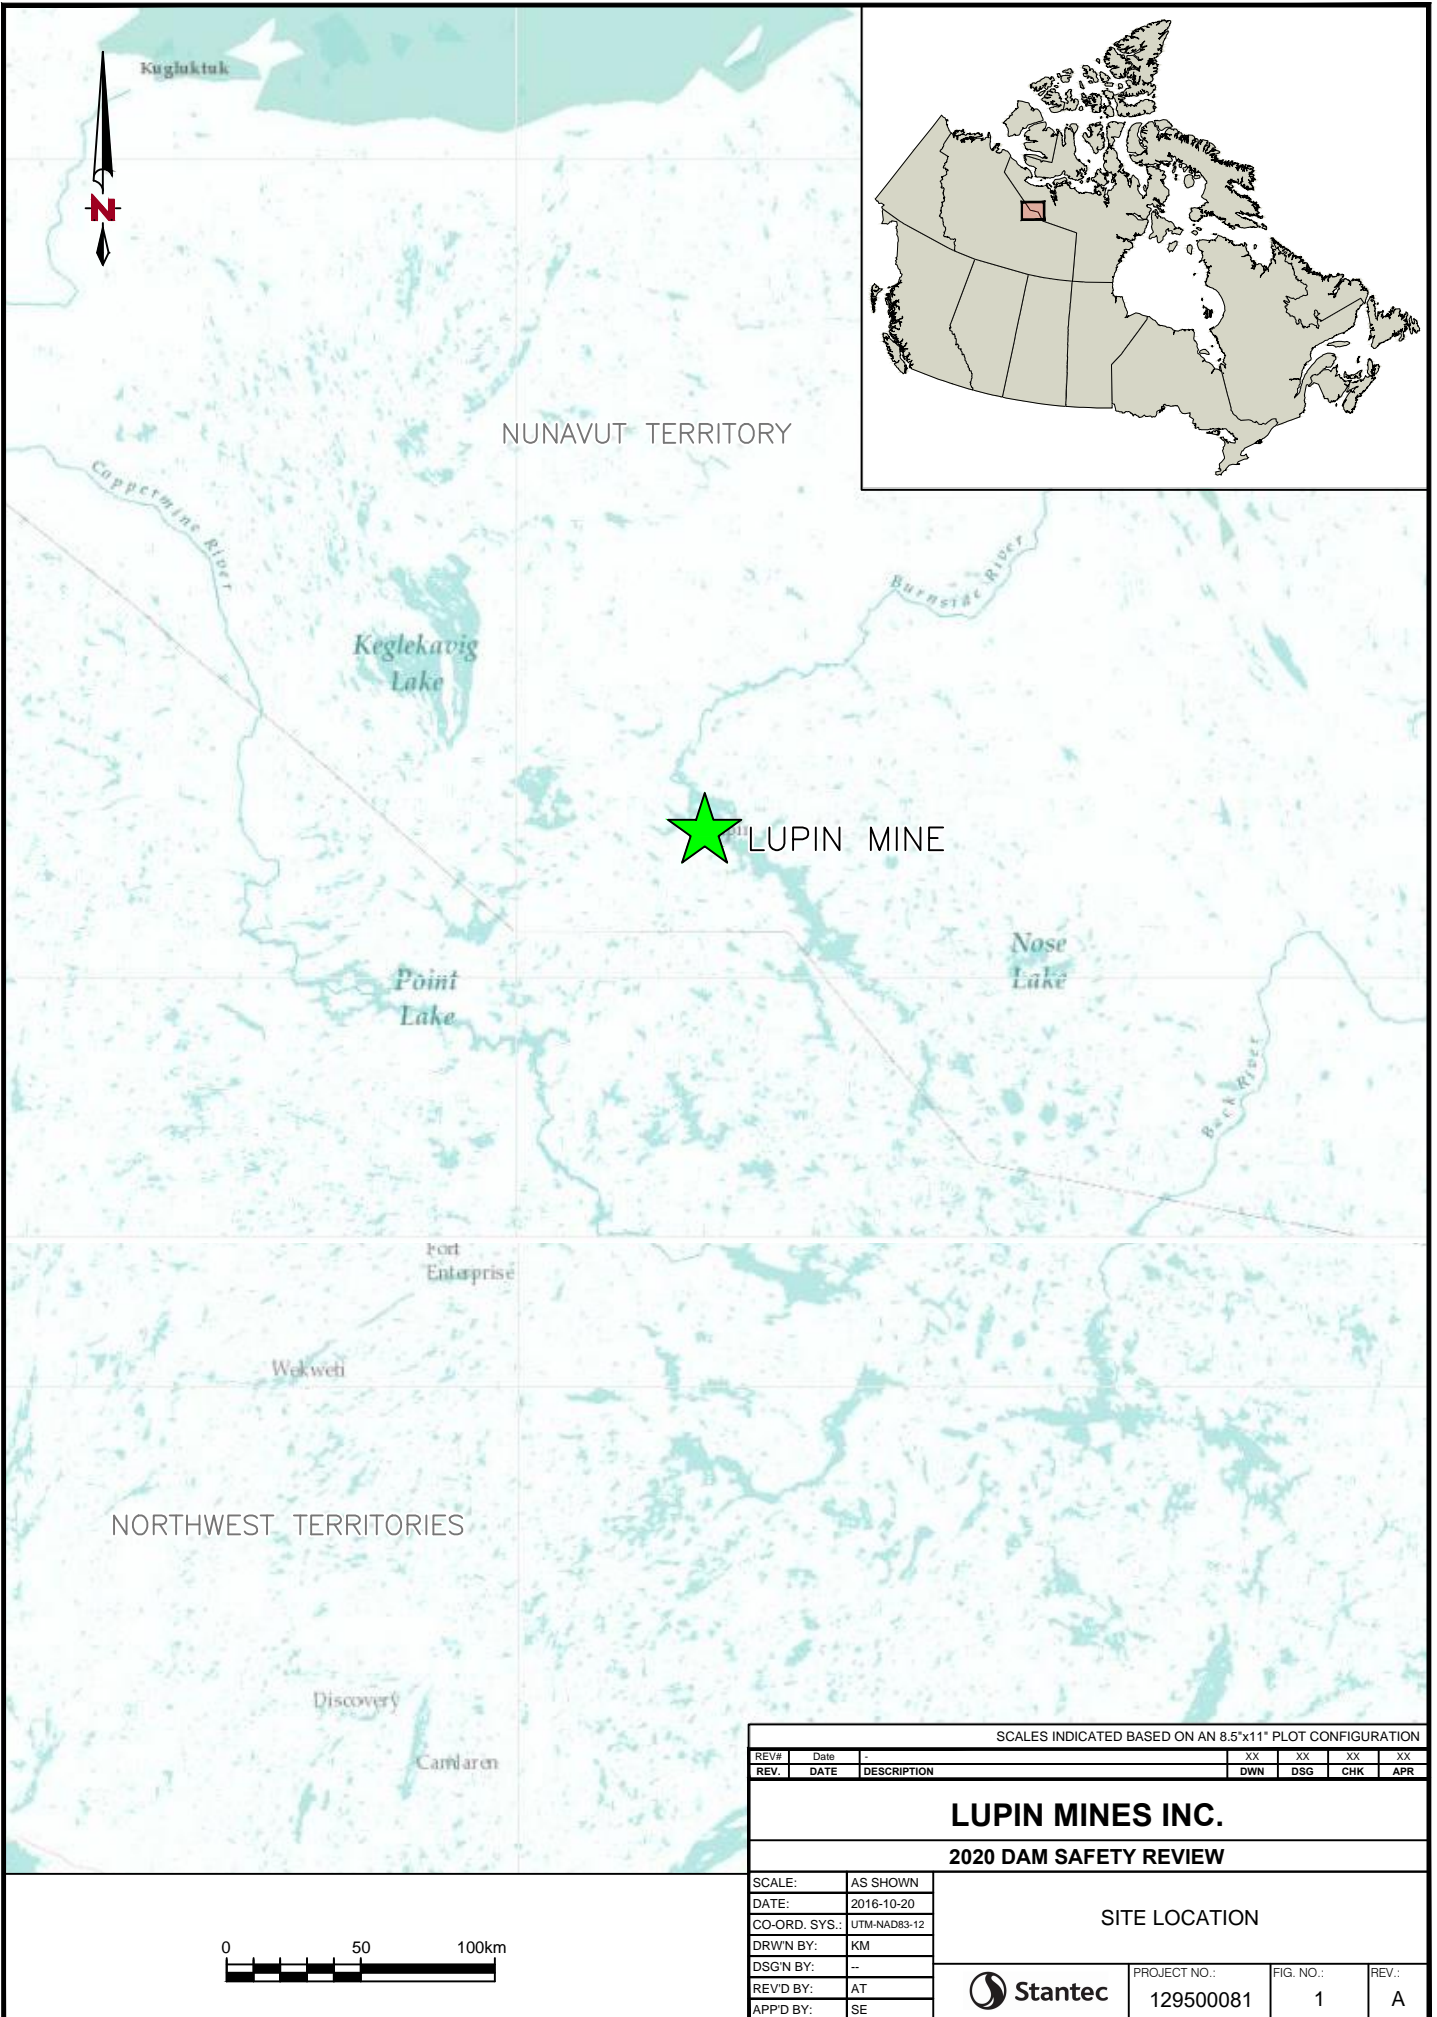 Kugluktuk
N
NUNAVUT TERRITORY
Coppermine River
Burnside River
Keglekavig
Lake
LUPIN MINE
Nose
Lake
Point
Lake
Back River
Fort
Enterprise
Wekweti
NORTHWEST TERRITORIES
Discovery
Camlaren
0 50 100km
SCALES INDICATED BASED ON AN 8.5"x11" PLOT CONFIGURATION
REV# Date - XX XX XX XX
REV. DATE DESCRIPTION DWN DSG CHK APR
LUPIN MINES INC.
2020 DAM SAFETY REVIEW
SCALE: AS SHOWN
DATE: 2016-10-20
CO-ORD. SYS.: UTM-NAD83-12
DRW'N BY: KM
DSG'N BY: --
REV'D BY: AT
APP'D BY: SE
SITE LOCATION
Stantec
PROJECT NO.:
129500081
FIG. NO.:
1
REV.:
A